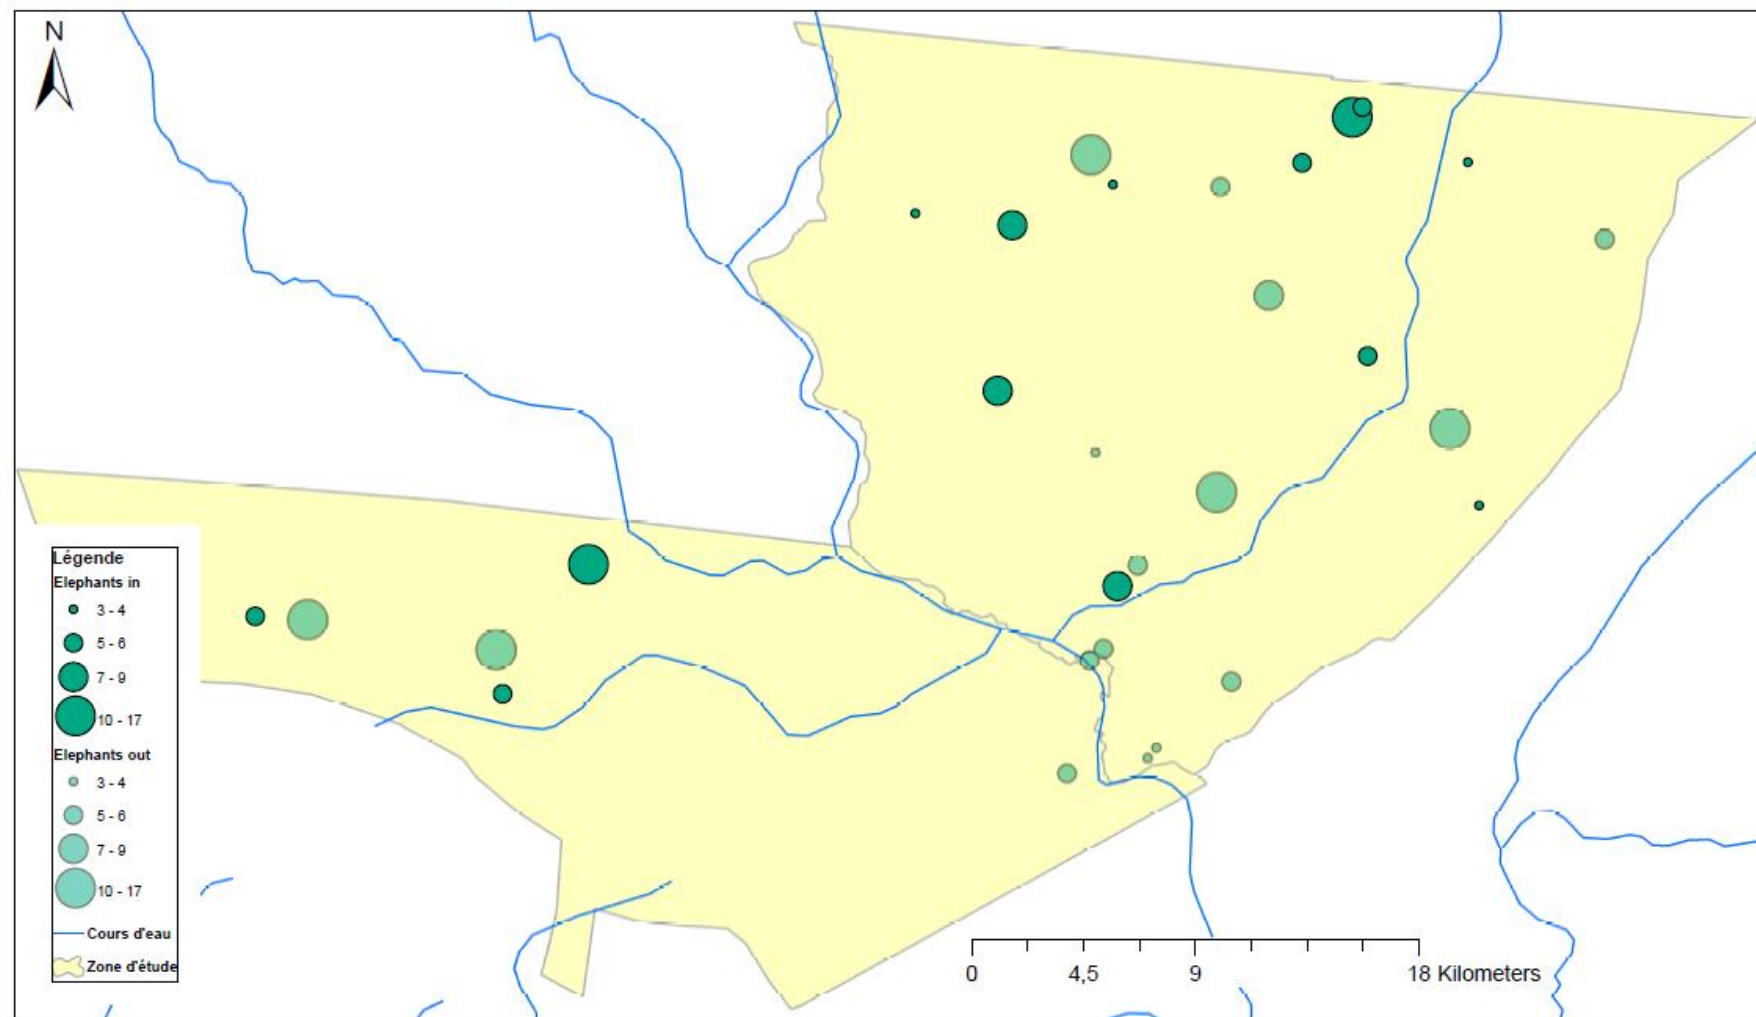 N
Légende
Elephants in
3 - 4
5 - 6
7 - 9
10 - 17
Elephants out
3 - 4
5 - 6
7 - 9
10 - 17
Cours d'eau
Zone d'étude
0 4,5 9 18 Kilometers